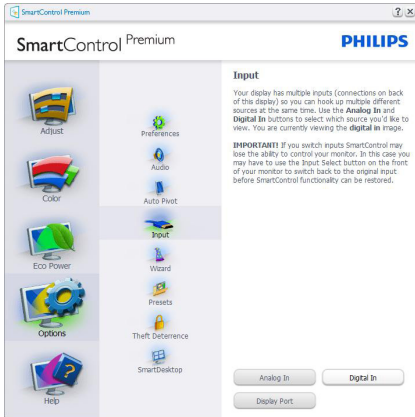 SmartControl Premium
SmartControl Premium
PHILIPS
Adjust
Color
Eco Power
Options
Help
Preferences
Audio
Auto Pivot
Input
Wizard
Presets
Theft Deterrence
SmartDesktop
Input
Your display has multiple inputs (connections on back
of this display) so you can hook up multiple different
sources at the same time. Use the Analog In and
Digital In buttons to select which source you'd like to
view. You are currently viewing the digital in image.
IMPORTANT! If you switch inputs SmartControl may
lose the ability to control your monitor. In this case you
may have to use the Input Select button on the front
of your monitor to switch back to the original input
before SmartControl functionality can be restored.
Analog In
Digital In
Display Port